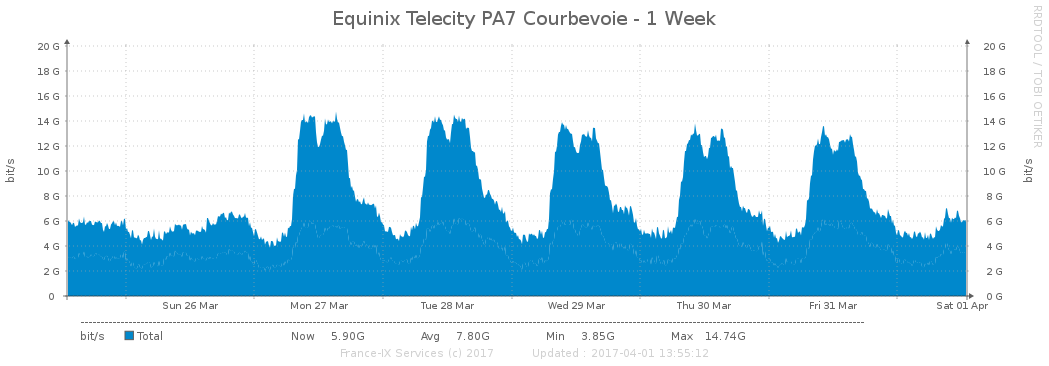 Equinix Telecity PA7 Courbevoie - 1 Week
RRDTOOL / TOBI OETIKER
bit/s
20 G 20 G
18 G 18 G
16 G 16 G
14 G 14 G
12 G 12 G
10 G 10 G
8 G 8 G
6 G 6 G
4 G 4 G
2 G 2 G
0 0 G
bit/s
Sun 26 Mar Mon 27 Mar Tue 28 Mar Wed 29 Mar Thu 30 Mar Fri 31 Mar Sat 01 Apr
bit/s Total Now 5.90G Avg 7.80G Min 3.85G Max 14.74G
France-IX Services (c) 2017 Updated : 2017-04-01 13:55:12